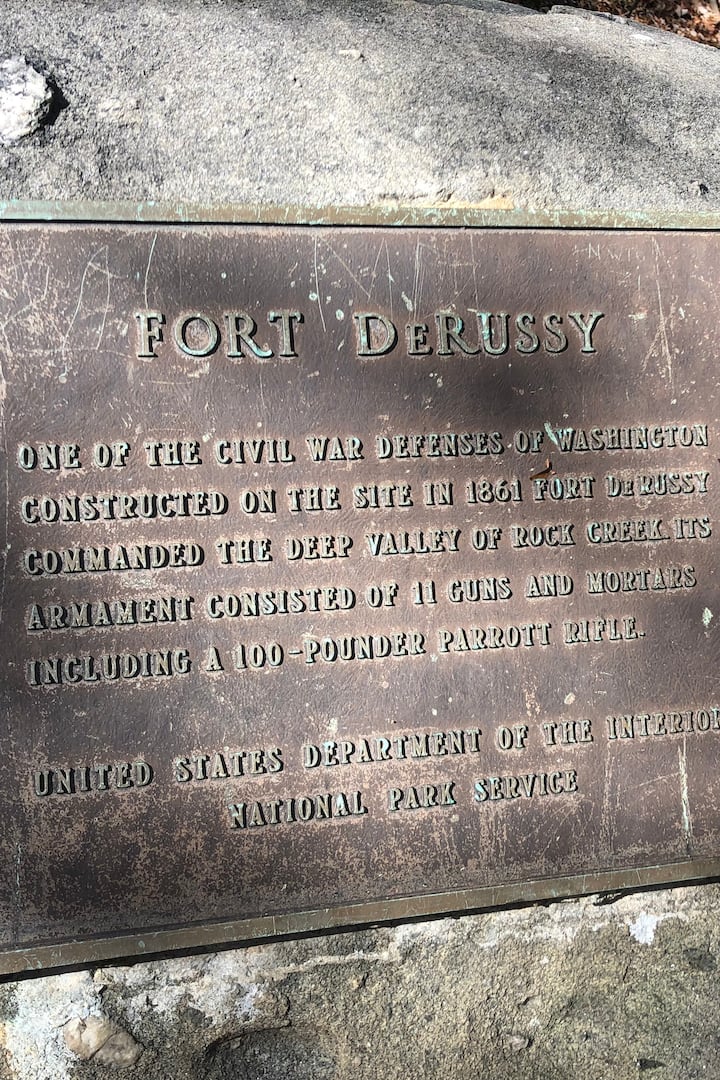 FORT DeRUSSY
ONE OF THE CIVIL WAR DEFENSES OF WASHINGTON
CONSTRUCTED ON THE SITE IN 1861 FORT DeRUSSY
COMMANDED THE DEEP VALLEY OF ROCK CREEK. ITS
ARMAMENT CONSISTED OF 11 GUNS AND MORTARS
INCLUDING A 100-POUNDER PARROTT RIFLE.
UNITED STATES DEPARTMENT OF THE INTERIOR
NATIONAL PARK SERVICE